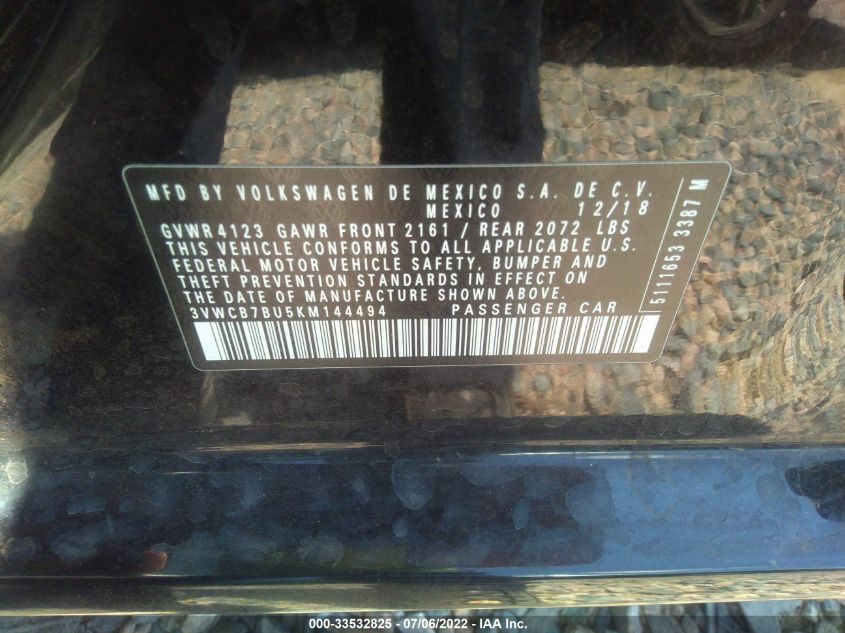 MFD BY VOLKSWAGEN DE MEXICO S.A. DE C.V.
MEXICO 12/18
GVWR 4123 GAWR FRONT 2161 / REAR 2072 LBS
THIS VEHICLE CONFORMS TO ALL APPLICABLE U.S.
FEDERAL MOTOR VEHICLE SAFETY, BUMPER AND
THEFT PREVENTION STANDARDS IN EFFECT ON
THE DATE OF MANUFACTURE SHOWN ABOVE.
3VWCB7BU5KM144494 PASSENGER CAR
5111653 3387 M
000-33532825 - 07/06/2022 - © IAA Inc.